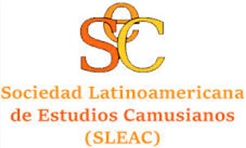 SeC
Sociedad Latinoamericana
de Estudios Camusianos
(SLEAC)